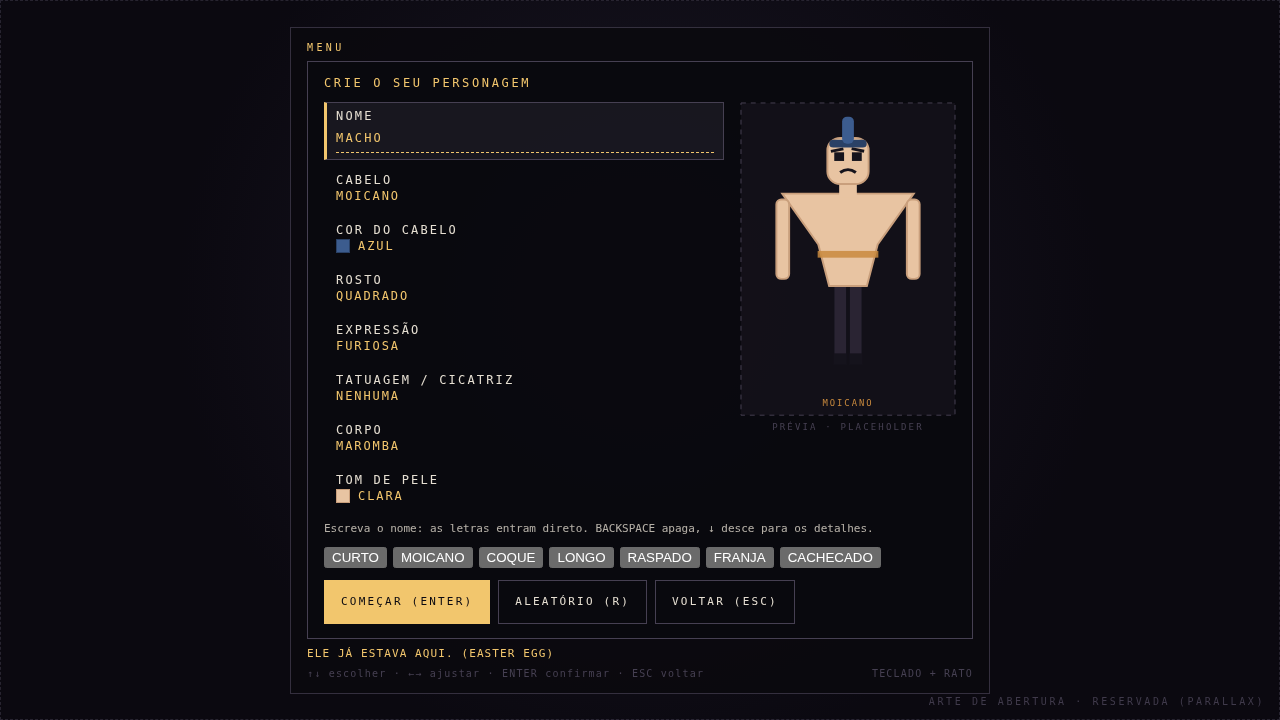 MENU
CRIE O SEU PERSONAGEM
NOME
MACHO
CABELO
MOICANO
COR DO CABELO
AZUL
ROSTO
QUADRADO
EXPRESSÃO
FURIOSA
TATUAGEM / CICATRIZ
NENHUMA
CORPO
MAROMBA
TOM DE PELE
CLARA
MOICANO
PRÉVIA · PLACEHOLDER
Escreva o nome: as letras entram direto. BACKSPACE apaga, ↓ desce para os detalhes.
CURTO MOICANO COQUE LONGO RASPADO FRANJA CACHECADO
COMEÇAR (ENTER) ALEATÓRIO (R) VOLTAR (ESC)
ELE JÁ ESTAVA AQUI. (EASTER EGG)
↑↓ escolher · ←→ ajustar · ENTER confirmar · ESC voltar TECLADO + RATO
ARTE DE ABERTURA · RESERVADA (PARALLAX)